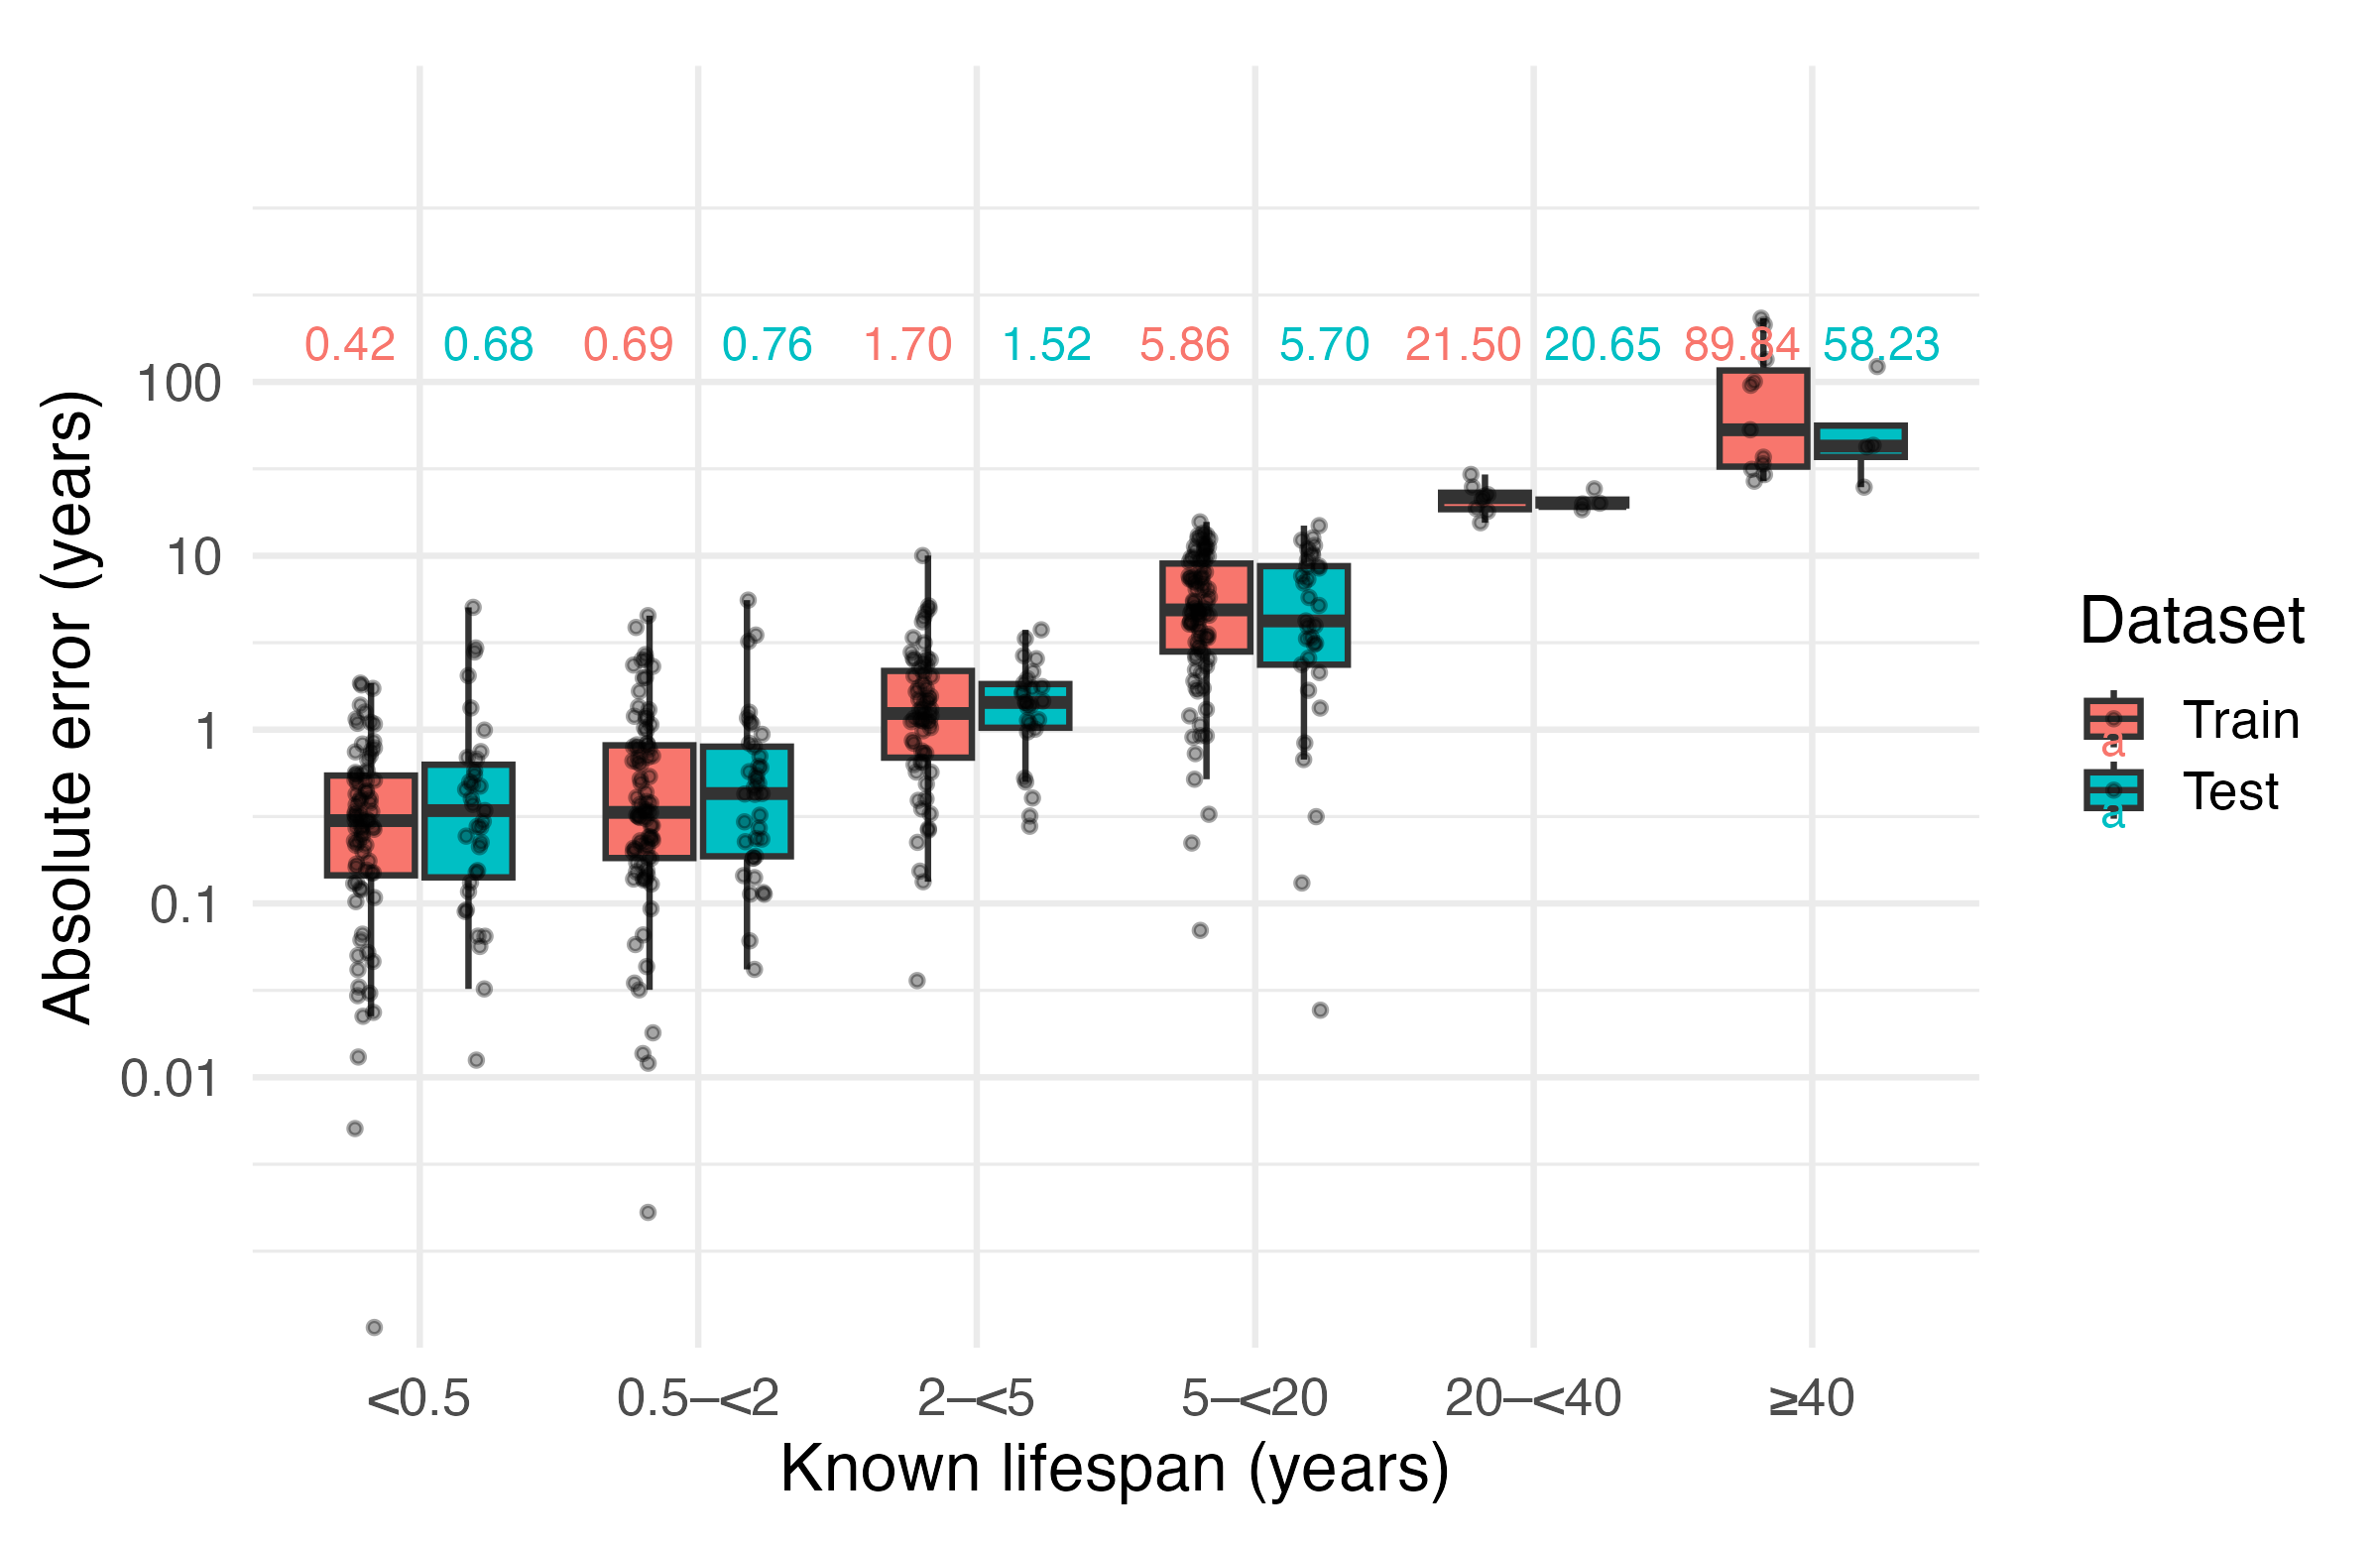 0.42 0.68 0.69 0.76 1.70 1.52 5.86 5.70 21.50 20.65 89.84 58.23
100
10
1
0.1
0.01
Absolute error (years)
<0.5 0.5–<2 2–<5 5–<20 20–<40 ≥40
Known lifespan (years)
Dataset
a Train
a Test